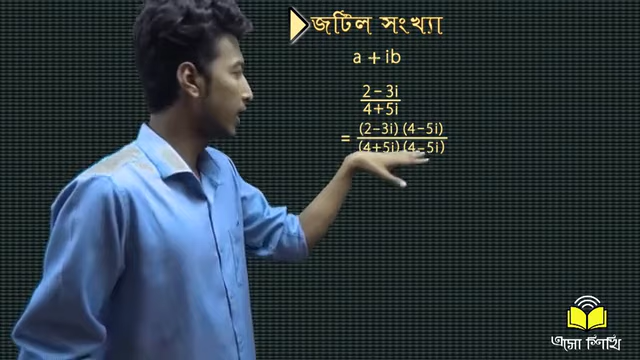 জটিল সংখ্যা
a + ib
2 − 3i
4 + 5i
= (2−3i) (4−5i)
(4+5i) (4−5i)
এসো শিখি